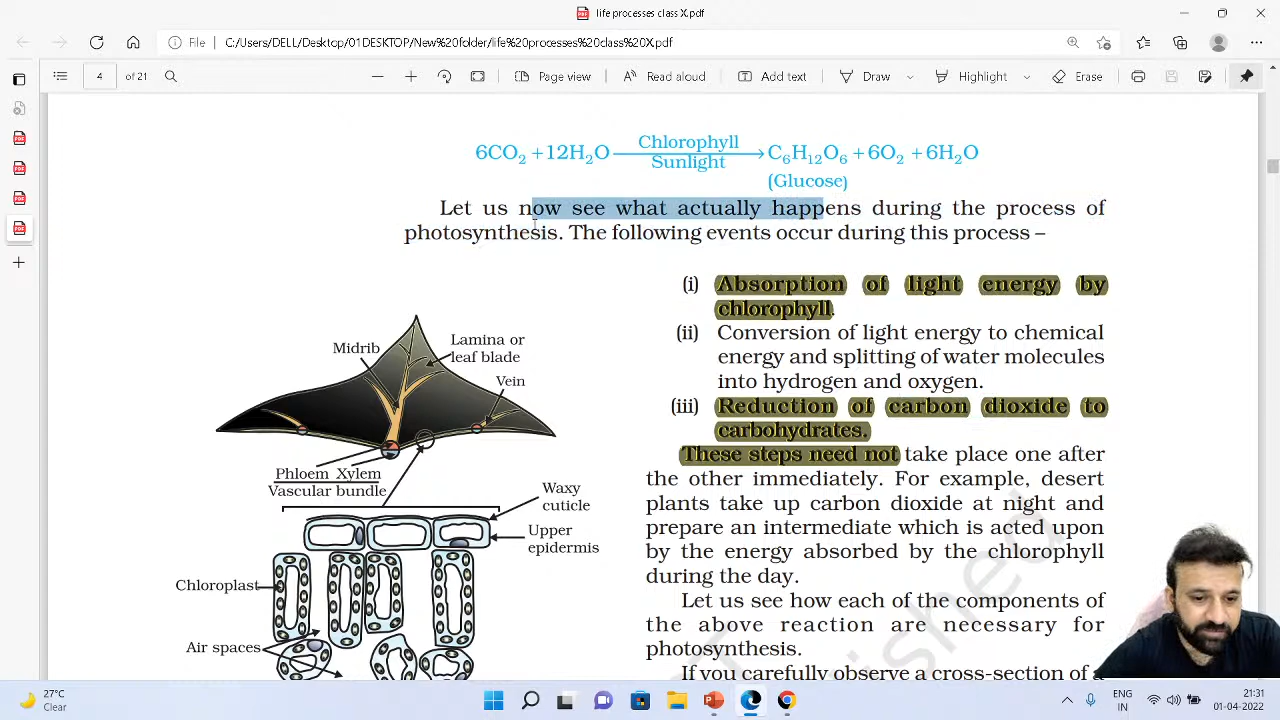 life processes class X.pdf
File
C:/Users/DELL/Desktop/01DESKTOP/New%20folder/life%20processes%20class%20X.pdf
4 of 21
Page view
Read aloud
Add text
Draw
Highlight
Erase
6CO2 +12H2O Chlorophyll Sunlight C6H12O6 + 6O2 + 6H2O
(Glucose)
Let us now see what actually happens during the process of
photosynthesis. The following events occur during this process –
(i) Absorption of light energy by
chlorophyll.
(ii) Conversion of light energy to chemical
energy and splitting of water molecules
into hydrogen and oxygen.
(iii) Reduction of carbon dioxide to
carbohydrates.
These steps need not take place one after
the other immediately. For example, desert
plants take up carbon dioxide at night and
prepare an intermediate which is acted upon
by the energy absorbed by the chlorophyll
during the day.
Let us see how each of the components of
the above reaction are necessary for
photosynthesis.
If you carefully observe a cross-section of a
Midrib
Lamina or
leaf blade
Vein
Phloem Xylem
Vascular bundle
Waxy
cuticle
Upper
epidermis
Chloroplast
Air spaces
27°C
Clear
ENG
IN
21:31
01-04-2022